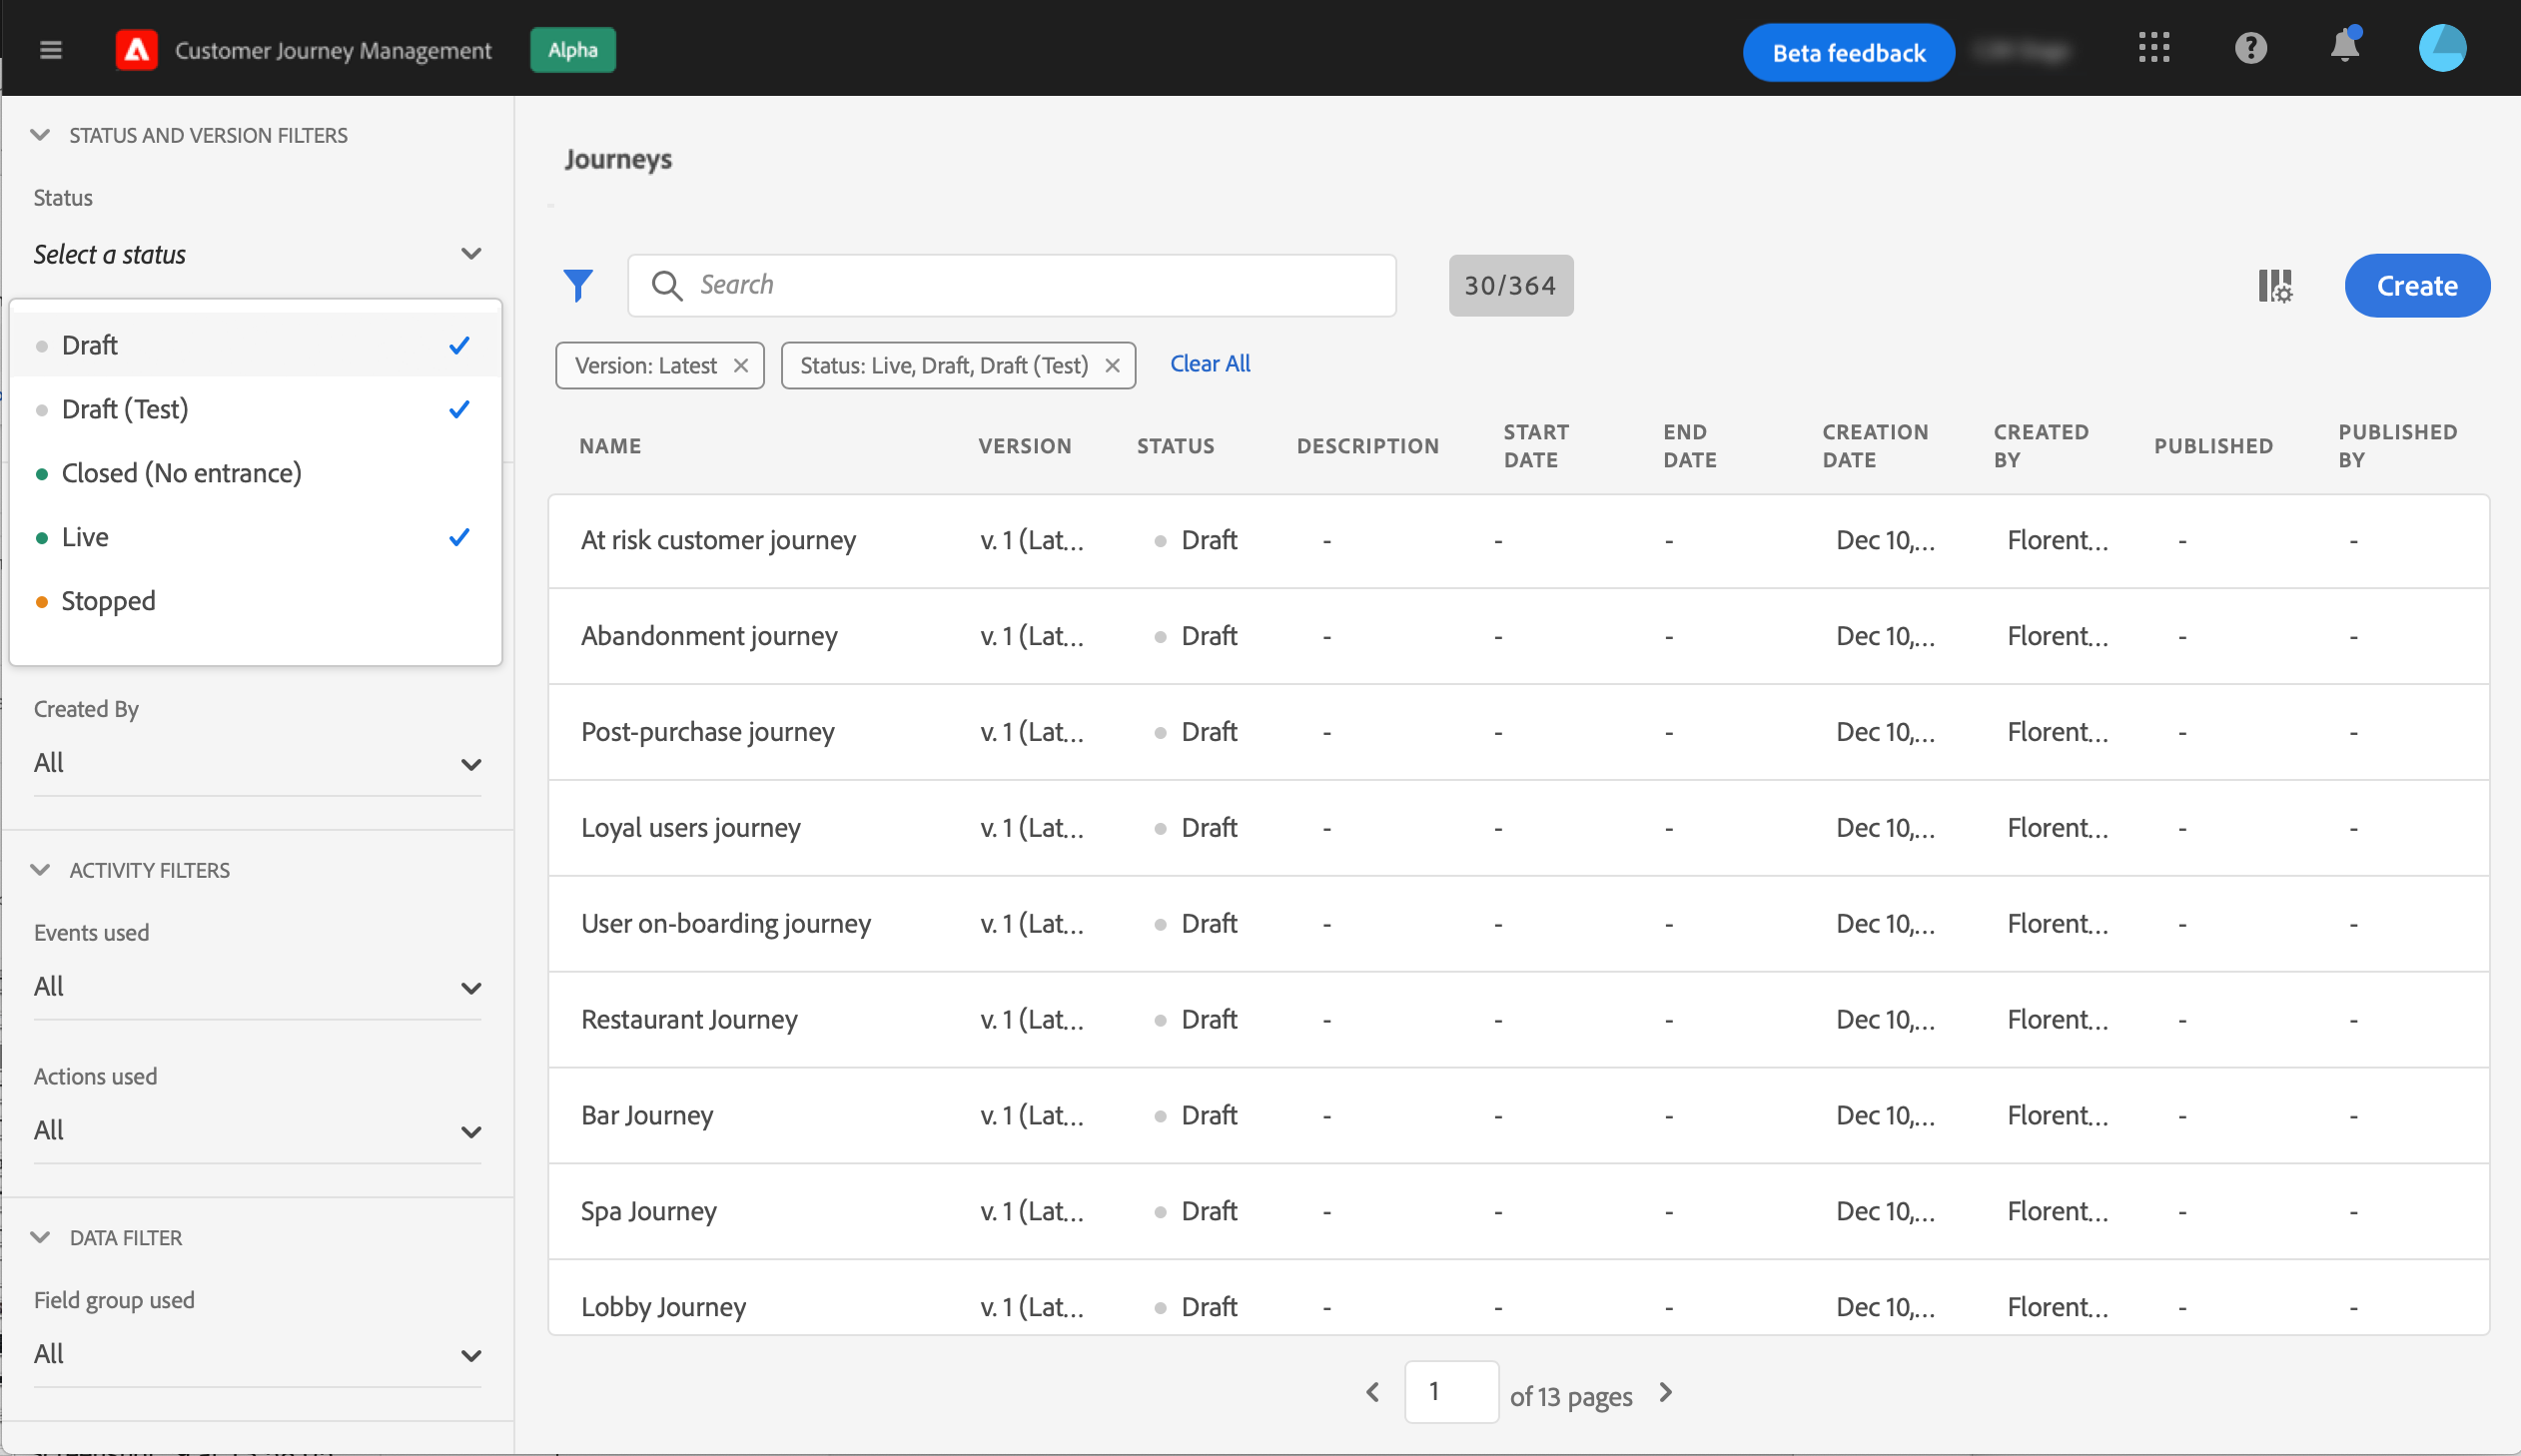 Customer Journey Management
Alpha
Beta feedback
STATUS AND VERSION FILTERS
Status
Select a status
Draft
Draft (Test)
Closed (No entrance)
Live
Stopped
Created By
All
ACTIVITY FILTERS
Events used
All
Actions used
All
DATA FILTER
Field group used
All
Journeys
Search
30/364
Create
Version: Latest
Status: Live, Draft, Draft (Test)
Clear All
NAME VERSION STATUS DESCRIPTION START DATE END DATE CREATION DATE CREATED BY PUBLISHED PUBLISHED BY
At risk customer journey v. 1 (Lat... Draft - - - Dec 10,... Florent... - -
Abandonment journey v. 1 (Lat... Draft - - - Dec 10,... Florent... - -
Post-purchase journey v. 1 (Lat... Draft - - - Dec 10,... Florent... - -
Loyal users journey v. 1 (Lat... Draft - - - Dec 10,... Florent... - -
User on-boarding journey v. 1 (Lat... Draft - - - Dec 10,... Florent... - -
Restaurant Journey v. 1 (Lat... Draft - - - Dec 10,... Florent... - -
Bar Journey v. 1 (Lat... Draft - - - Dec 10,... Florent... - -
Spa Journey v. 1 (Lat... Draft - - - Dec 10,... Florent... - -
Lobby Journey v. 1 (Lat... Draft - - - Dec 10,... Florent... - -
1 of 13 pages